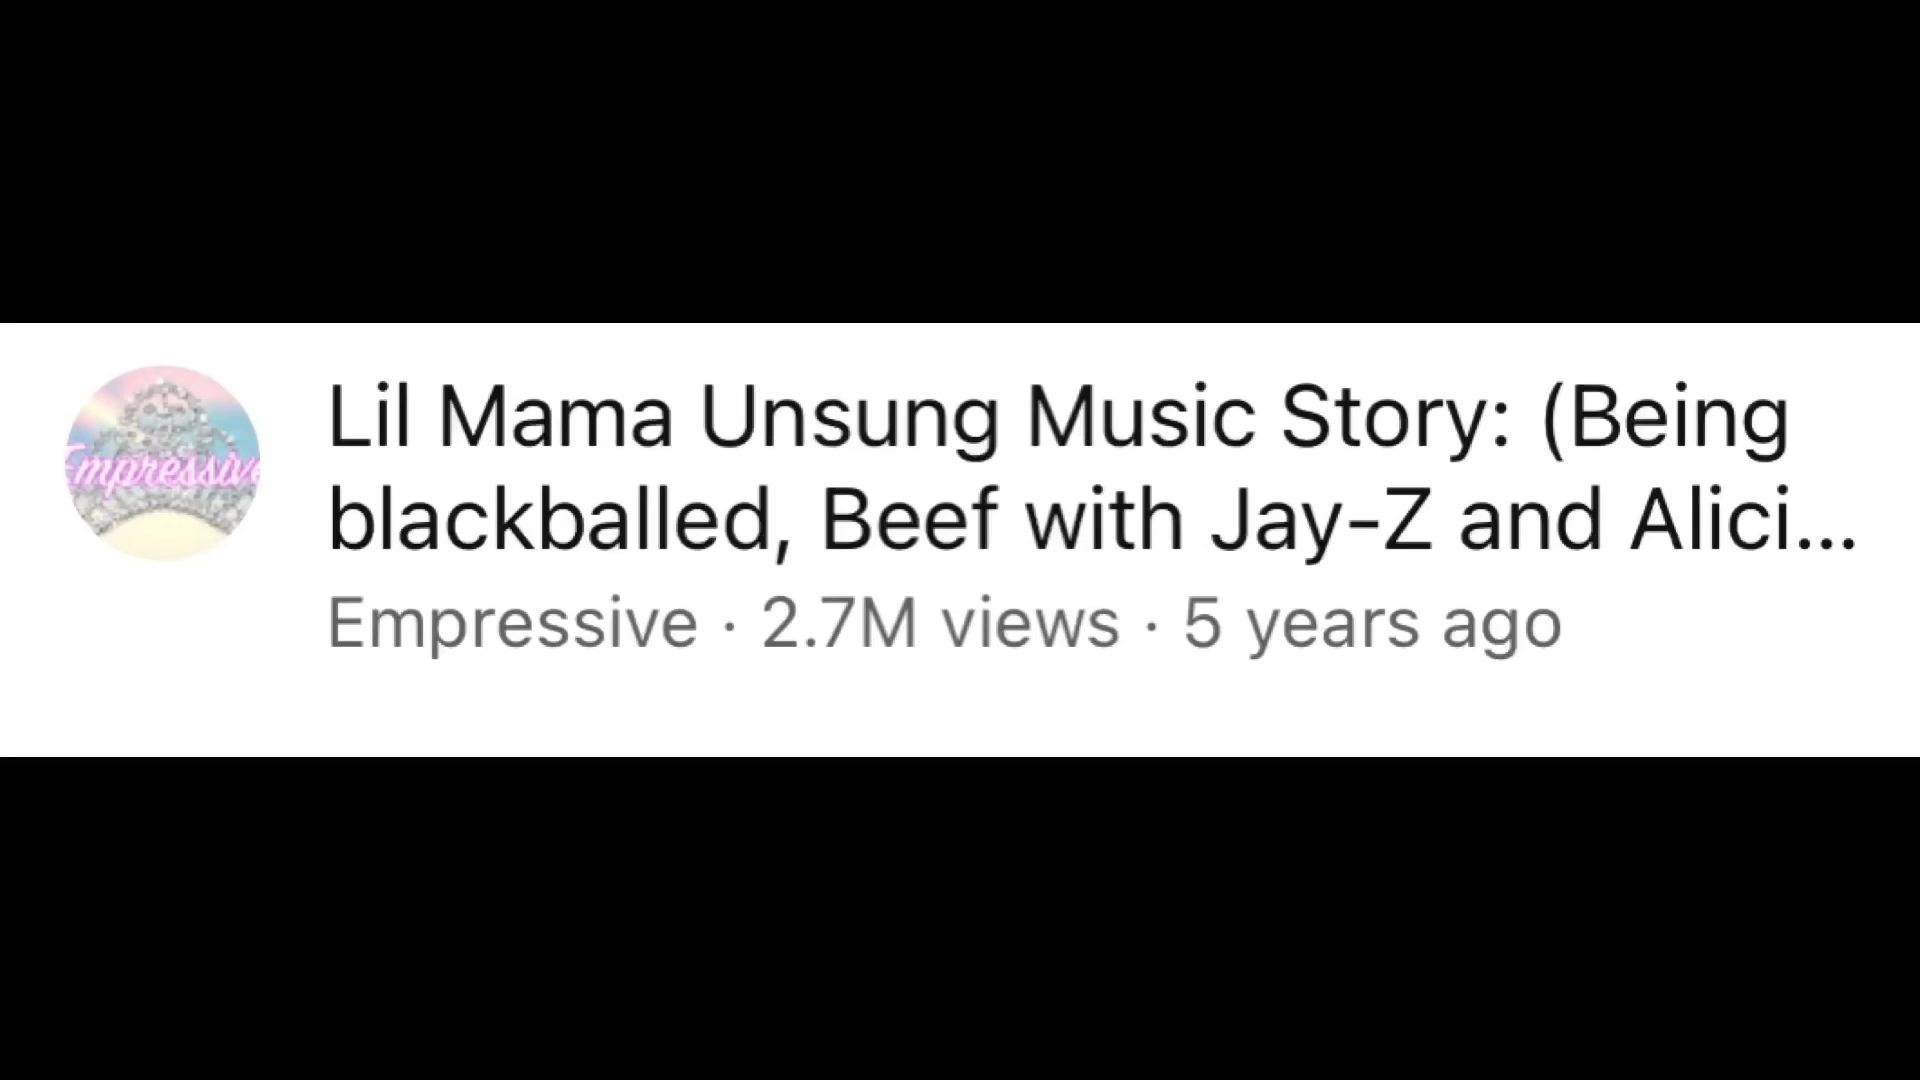 Empressive
Lil Mama Unsung Music Story: (Being
blackballed, Beef with Jay-Z and Alici...
Empressive · 2.7M views · 5 years ago